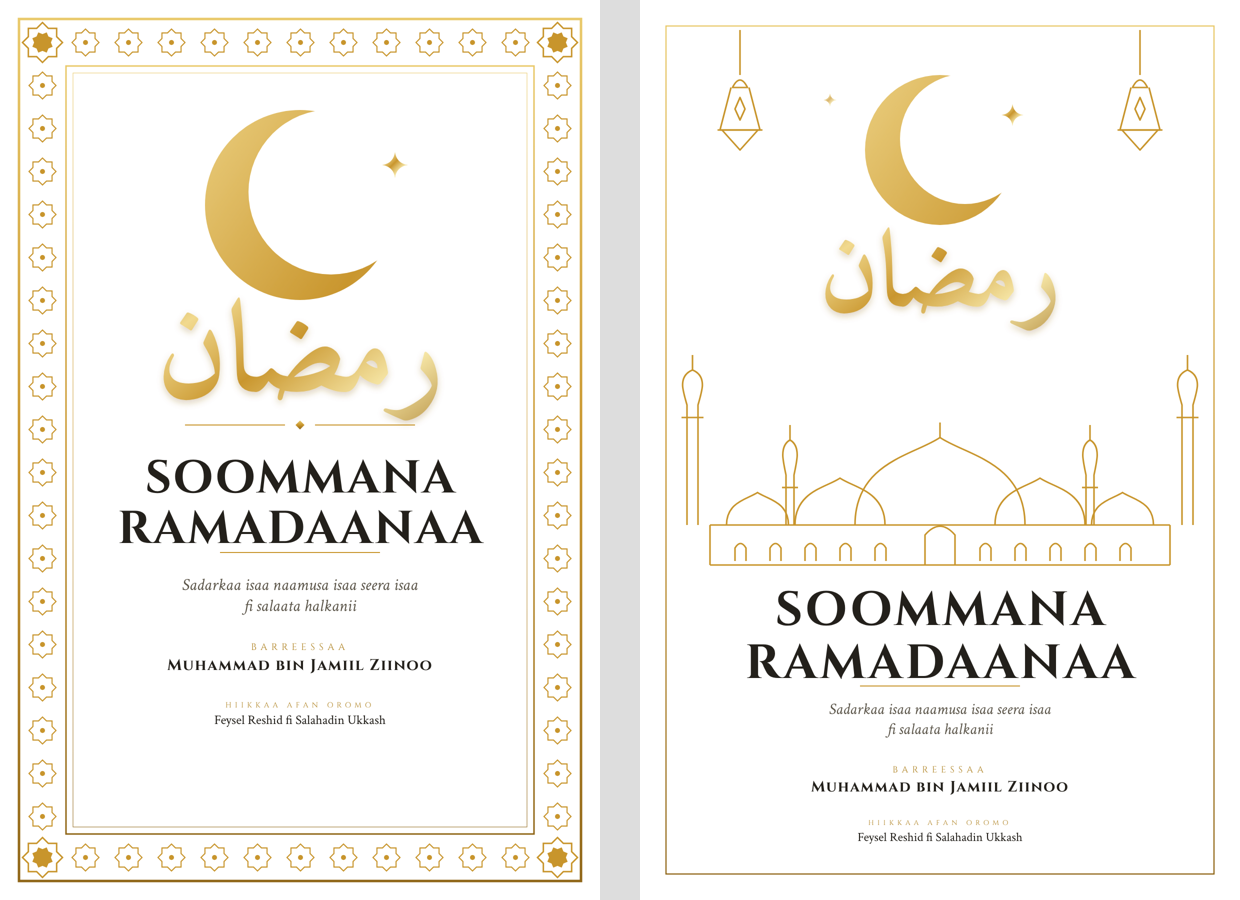 رمضان
SOOMMANA
RAMADAANAA
Sadarkaa isaa naamusa isaa seera isaa
fi salaata halkanii
BARREESSAA
MUHAMMAD BIN JAMIIL ZIINOO
HIIKKAA AFAN OROMO
Feysel Reshid fi Salahadin Ukkash
رمضان
SOOMMANA
RAMADAANAA
Sadarkaa isaa naamusa isaa seera isaa
fi salaata halkanii
BARREESSAA
MUHAMMAD BIN JAMIIL ZIINOO
HIIKKAA AFAN OROMO
Feysel Reshid fi Salahadin Ukkash